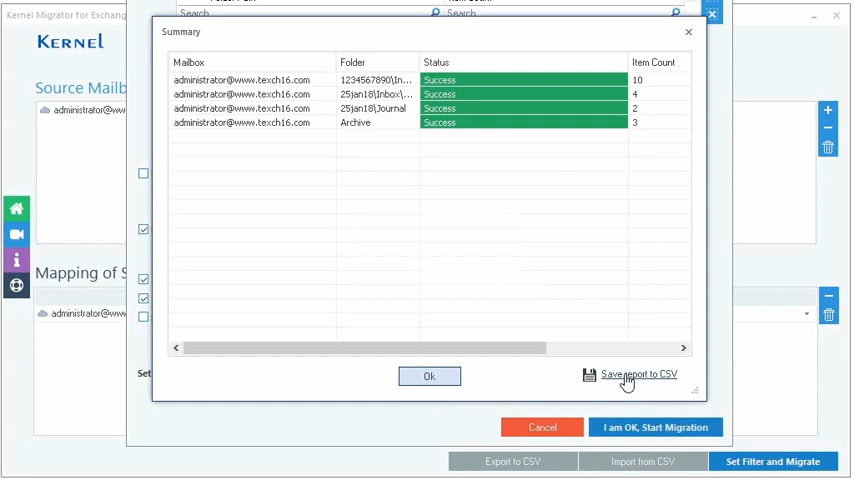 Kernel Migrator for Exchan
Search
Search
KERNEL
Summary
Source Mailb
Mailbox Folder Status Item Count
administrator@www.texch16.com 1234567890\In... Success 10
administrator@www.texch16.com 25jan18\Inbox\... Success 4
administrator@www.texch16.com 25jan18\Journal Success 2
administrator@www.texch16.com Archive Success 3
administrator@ww
Mapping of S
administrator@ww
Set
Ok
Save report to CSV
Cancel
I am OK, Start Migration
Export to CSV
Import from CSV
Set Filter and Migrate